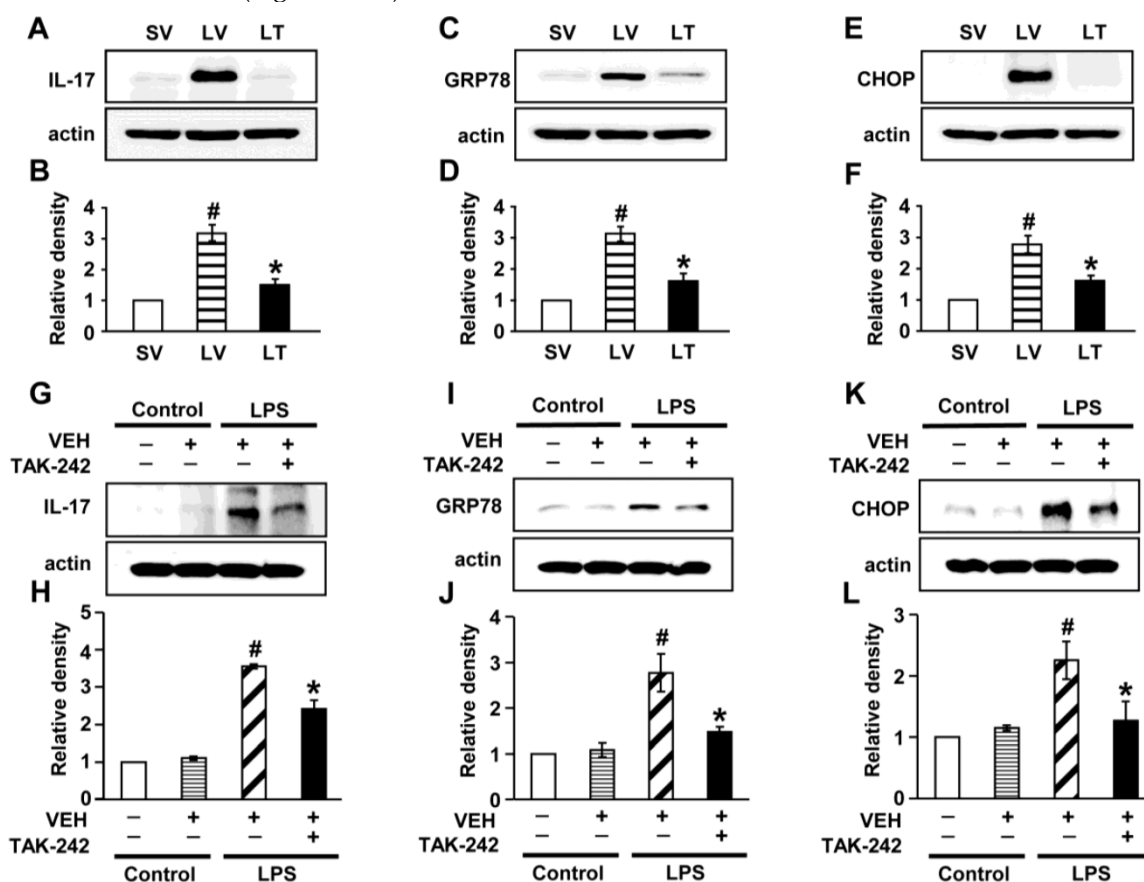 A
SV LV LT
IL-17
actin
B
Relative density
4
3
2
1
0
#
*
SV LV LT
C
SV LV LT
GRP78
actin
D
Relative density
4
3
2
1
0
#
*
SV LV LT
E
SV LV LT
CHOP
actin
F
Relative density
4
3
2
1
0
#
*
SV LV LT
G
Control LPS
VEH – + + +
TAK-242 – – – +
IL-17
actin
H
Relative density
5
4
3
2
1
0
#
*
VEH – + + +
TAK-242 – – – +
Control LPS
I
Control LPS
VEH – + + +
TAK-242 – – – +
GRP78
actin
J
Relative density
4
3
2
1
0
#
*
VEH – + + +
TAK-242 – – – +
Control LPS
K
Control LPS
VEH – + + +
TAK-242 – – – +
CHOP
actin
L
Relative density
3
2
1
0
#
*
VEH – + + +
TAK-242 – – – +
Control LPS